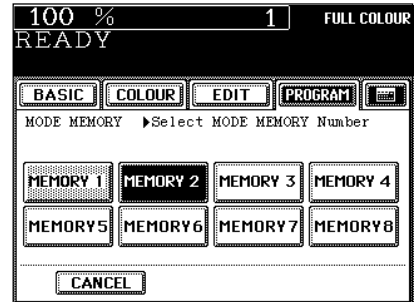 100 % 1 FULL COLOUR
READY
BASIC COLOUR EDIT PROGRAM
MODE MEMORY ▶Select MODE MEMORY Number
MEMORY 1 MEMORY 2 MEMORY 3 MEMORY 4
MEMORY5 MEMORY6 MEMORY7 MEMORY8
CANCEL